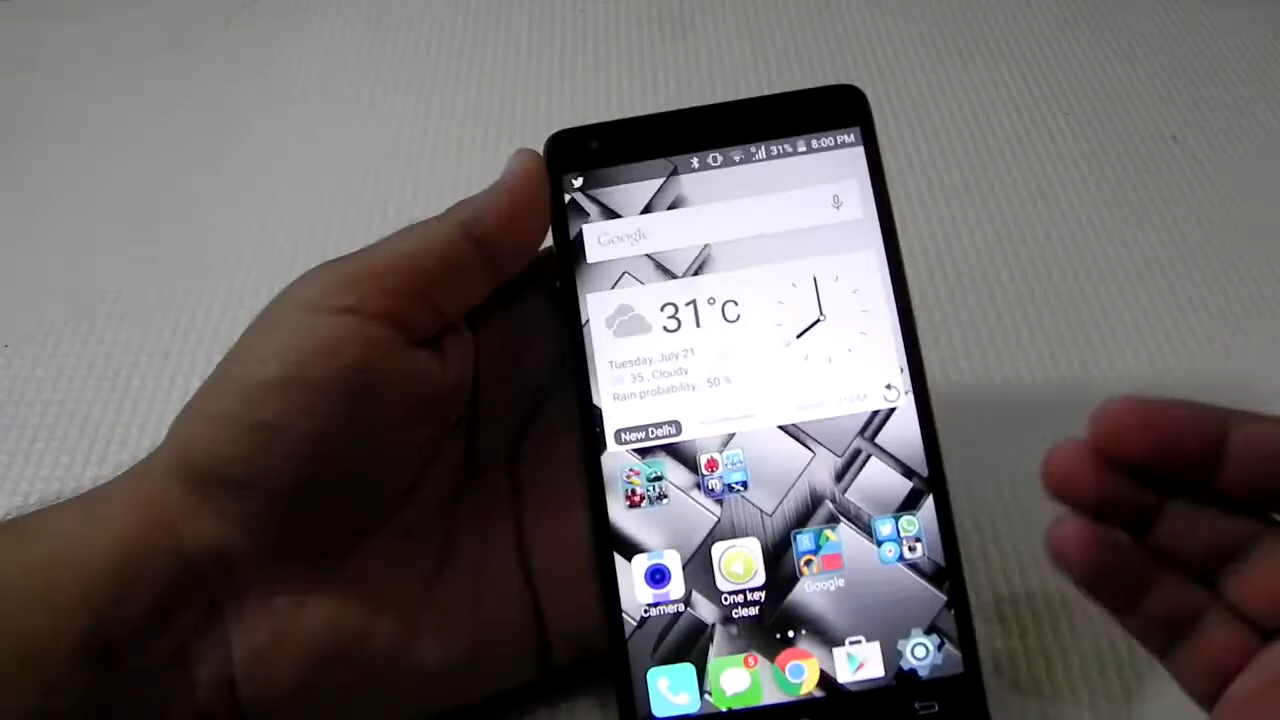 31% 8:00 PM
Google
31°C
Tuesday, July 21
35 , Cloudy
Rain probability 50 %
New Delhi
Camera
One key
clear
Google
5